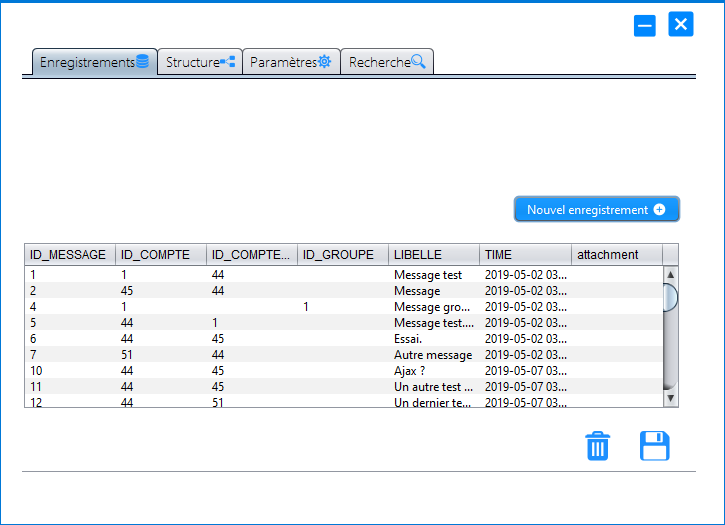 Enregistrements Structure Paramètres Recherche
Nouvel enregistrement
ID_MESSAGE ID_COMPTE ID_COMPTE... ID_GROUPE LIBELLE TIME attachment
1 1 44 Message test 2019-05-02 03...
2 45 44 Message 2019-05-02 03...
4 1 1 Message gro... 2019-05-02 03...
5 44 1 Message test.... 2019-05-02 03...
6 44 45 Essai. 2019-05-02 03...
7 51 44 Autre message 2019-05-02 03...
10 44 45 Ajax ? 2019-05-07 03...
11 44 45 Un autre test ... 2019-05-07 03...
12 44 51 Un dernier te... 2019-05-07 03...